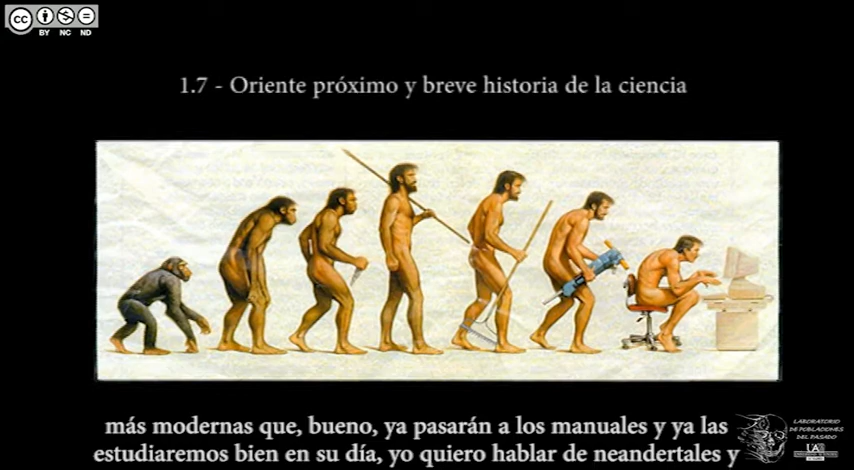 cc
BY NC ND
1.7 - Oriente próximo y breve historia de la ciencia
más modernas que, bueno, ya pasarán a los manuales y ya las
estudiaremos bien en su día, yo quiero hablar de neandertales y
LABORATORIO
DE POBLACIONES
DEL PASADO